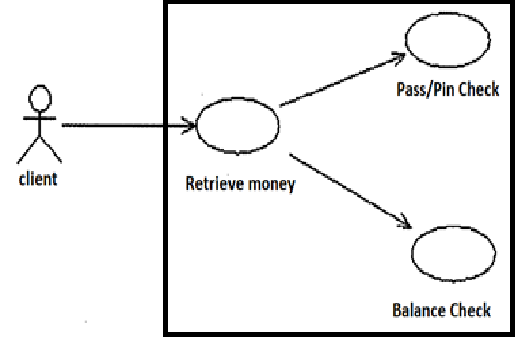 Pass/Pin Check
client
Retrieve money
Balance Check